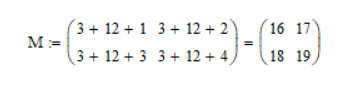 M := ( 3 + 12 + 1  3 + 12 + 2 ) = ( 16  17 )
( 3 + 12 + 3  3 + 12 + 4 ) ( 18  19 )